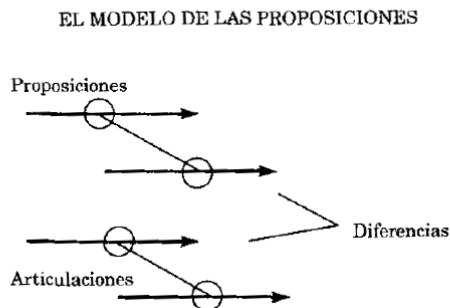 EL MODELO DE LAS PROPOSICIONES
Proposiciones
Diferencias
Articulaciones